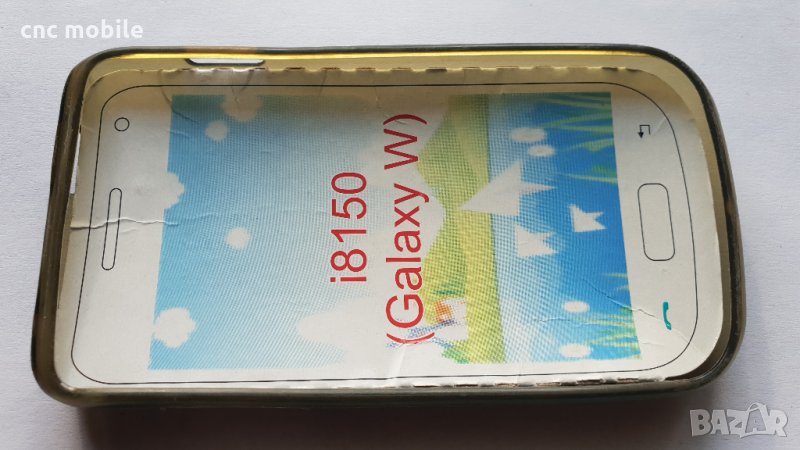 cnc mobile
i8150
(Galaxy W)
BAZAR